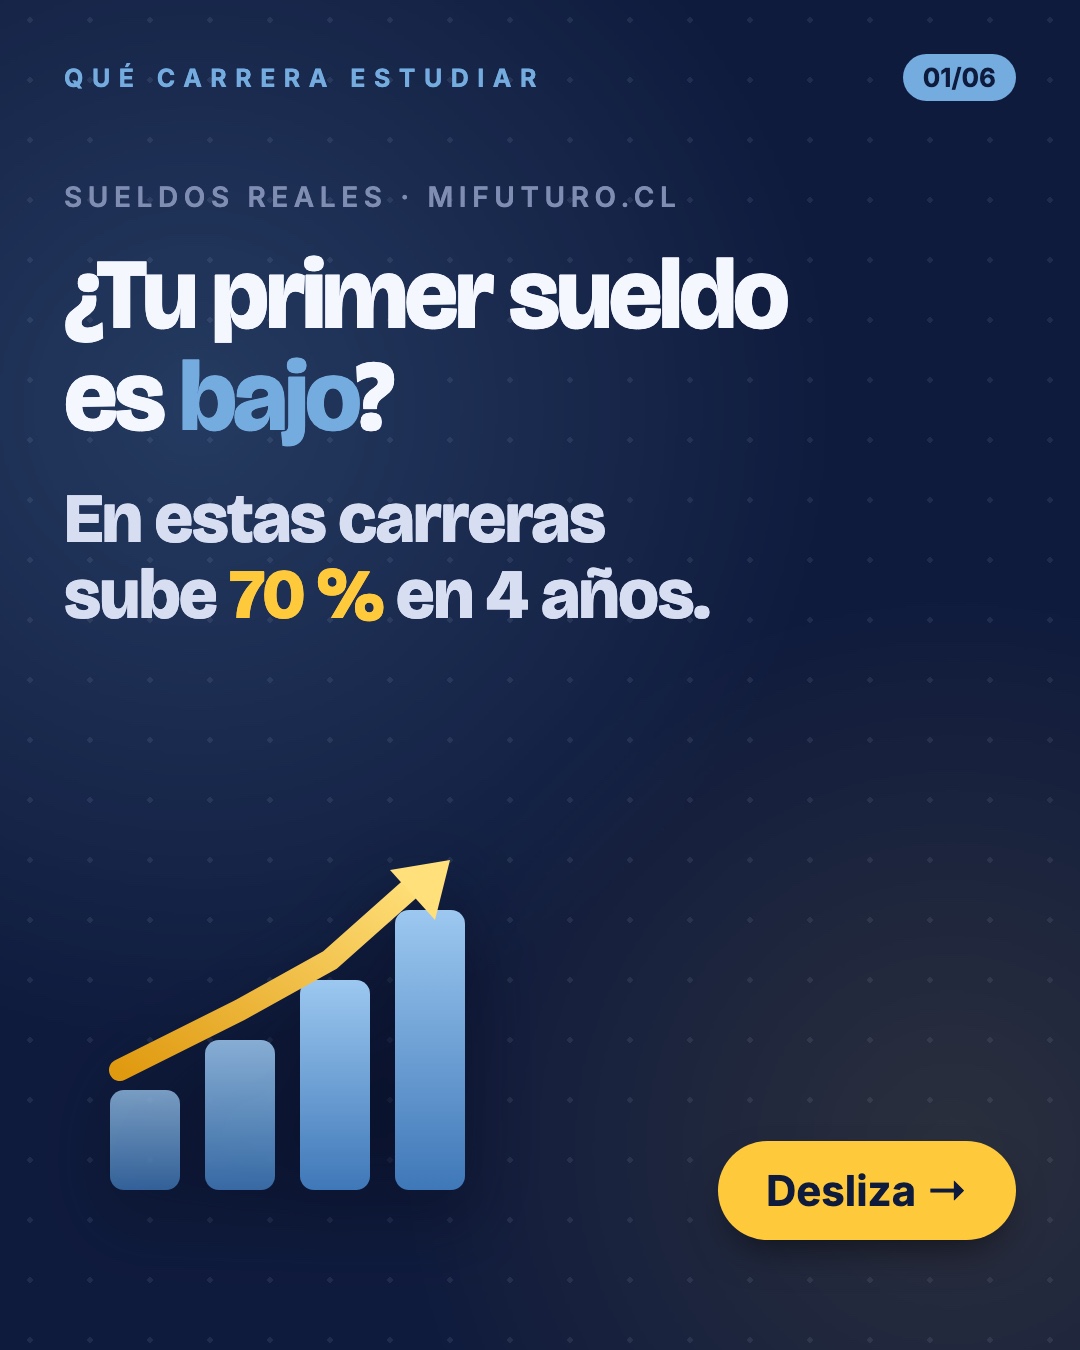 QUÉ CARRERA ESTUDIAR
01/06
SUELDOS REALES · MIFUTURO.CL
¿Tu primer sueldo
es bajo?
En estas carreras
sube 70 % en 4 años.
Desliza →